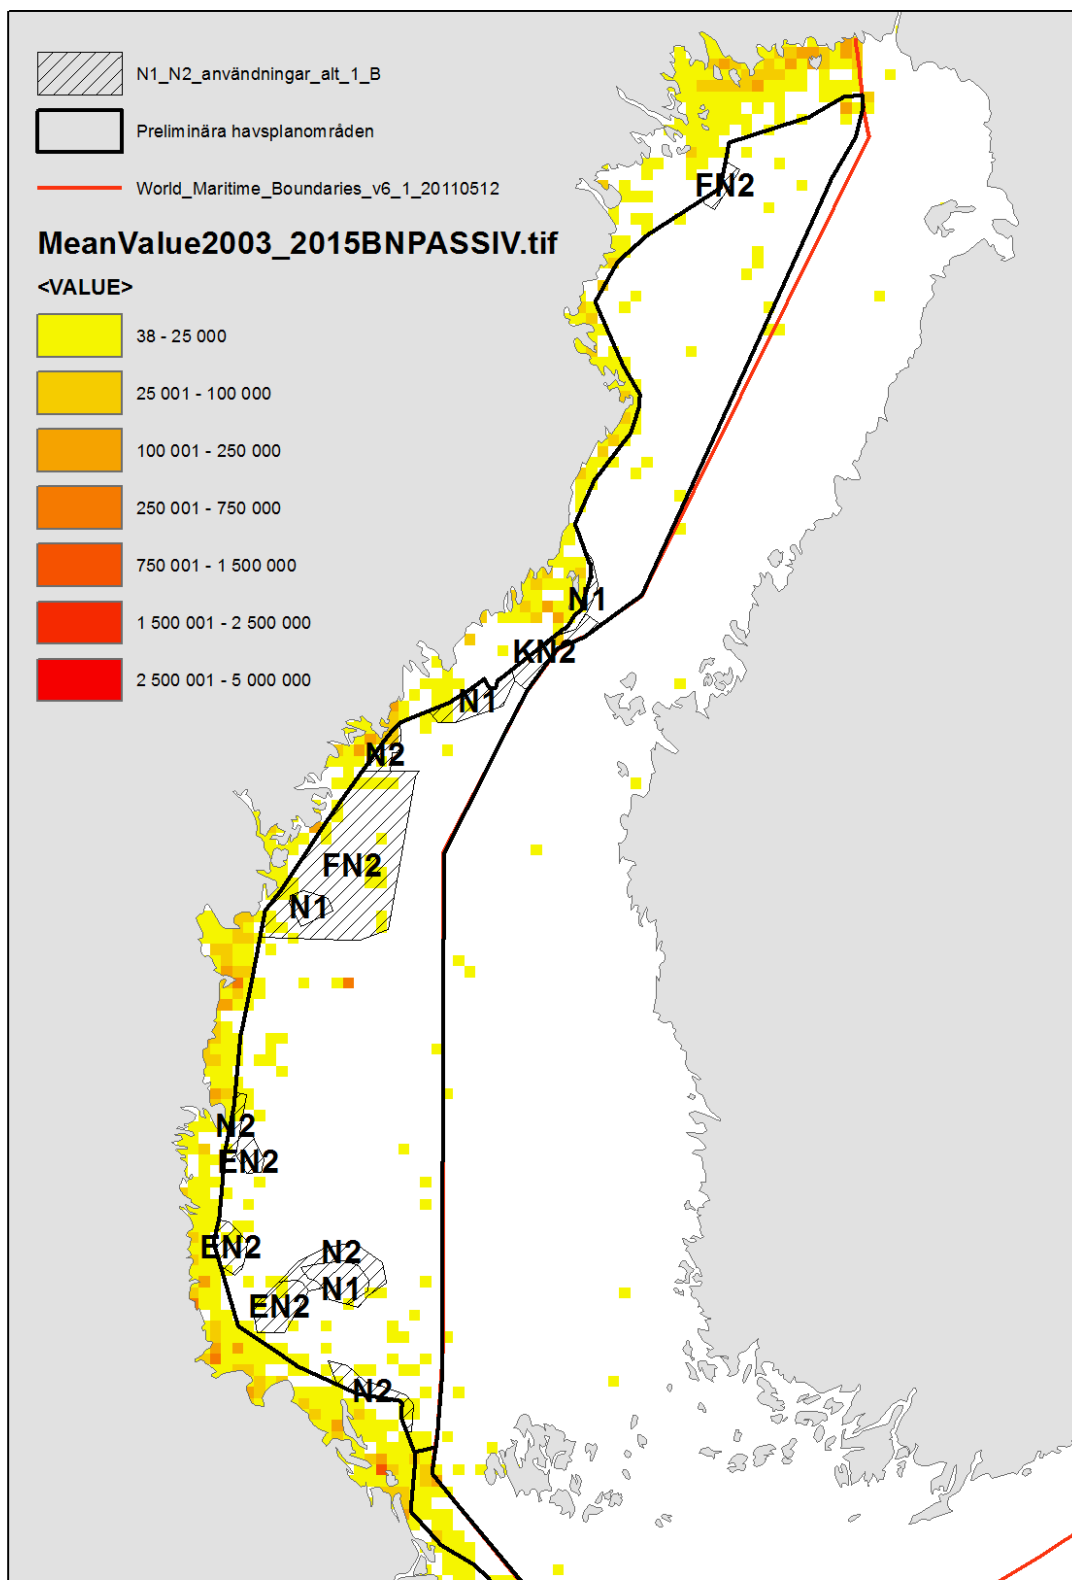 N1_N2_användningar_alt_1_B
Preliminära havsplanområden
World_Maritime_Boundaries_v6_1_20110512
MeanValue2003_2015BNPASSIV.tif
<VALUE>
38 - 25 000
25 001 - 100 000
100 001 - 250 000
250 001 - 750 000
750 001 - 1 500 000
1 500 001 - 2 500 000
2 500 001 - 5 000 000
FN2
N1
KN2
N1
N2
FN2
N1
N2
EN2
EN2
N2
N1
EN2
N2